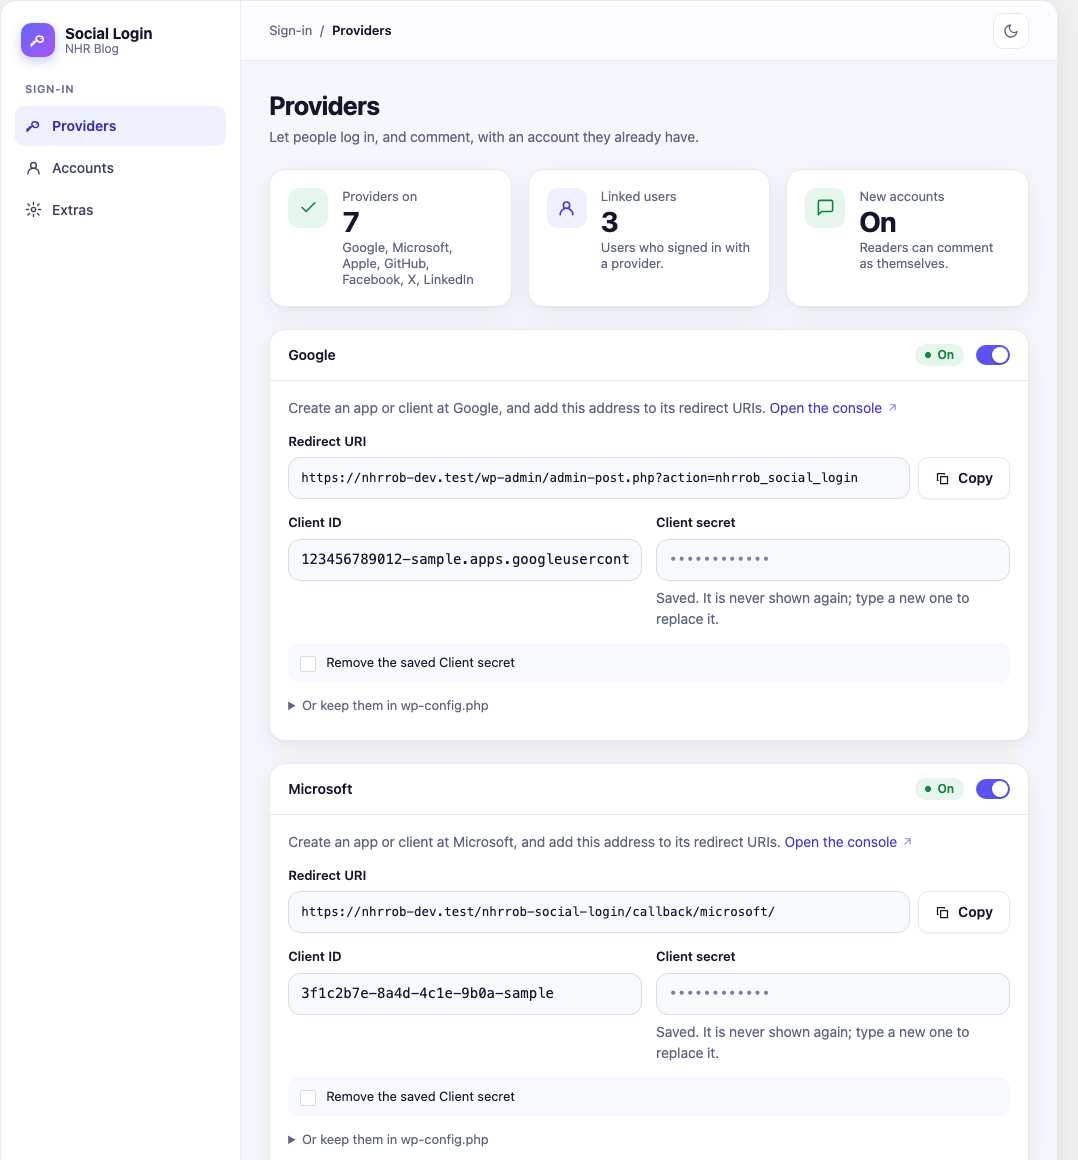 Social Login
NHR Blog
SIGN-IN
Providers
Accounts
Extras
Sign-in / Providers
Providers
Let people log in, and comment, with an account they already have.
Providers on
7
Google, Microsoft,
Apple, GitHub,
Facebook, X, LinkedIn
Linked users
3
Users who signed in with
a provider.
New accounts
On
Readers can comment
as themselves.
Google
On
Create an app or client at Google, and add this address to its redirect URIs. Open the console ↗
Redirect URI
https://nhrrob-dev.test/wp-admin/admin-post.php?action=nhrrob_social_login
Copy
Client ID
Client secret
123456789012-sample.apps.googleusercont
••••••••••••
Saved. It is never shown again; type a new one to
replace it.
Remove the saved Client secret
Or keep them in wp-config.php
Microsoft
On
Create an app or client at Microsoft, and add this address to its redirect URIs. Open the console ↗
Redirect URI
https://nhrrob-dev.test/nhrrob-social-login/callback/microsoft/
Copy
Client ID
Client secret
3f1c2b7e-8a4d-4c1e-9b0a-sample
••••••••••••
Saved. It is never shown again; type a new one to
replace it.
Remove the saved Client secret
Or keep them in wp-config.php